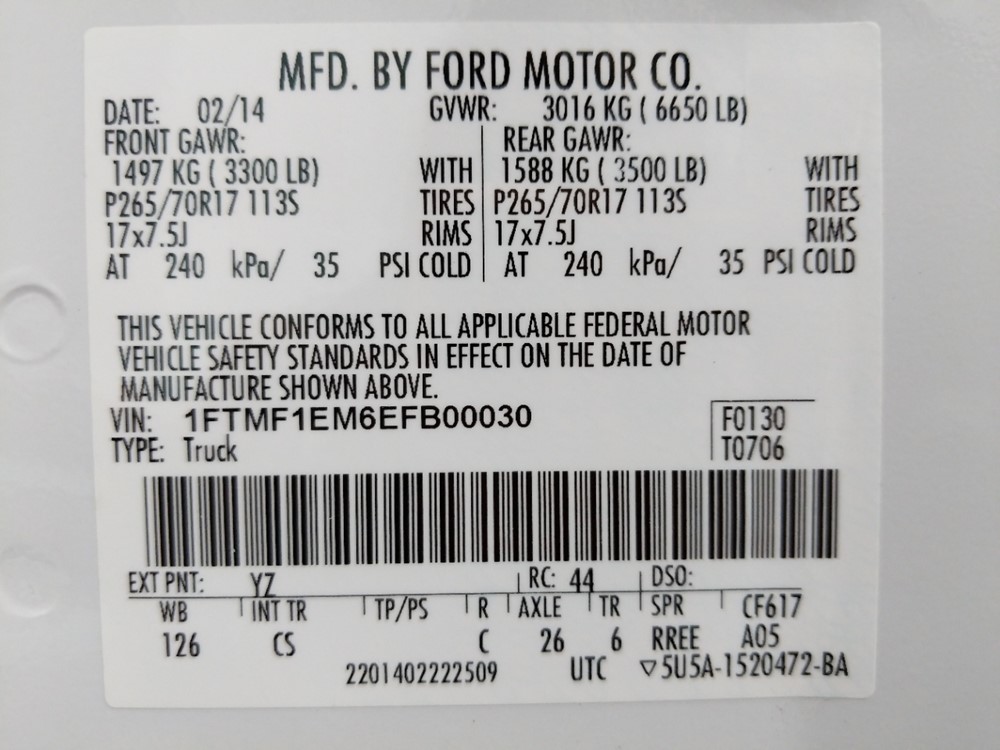 MFD. BY FORD MOTOR CO.
DATE: 02/14 GVWR: 3016 KG ( 6650 LB)
FRONT GAWR: REAR GAWR:
1497 KG ( 3300 LB) WITH 1588 KG ( 3500 LB) WITH
P265/70R17 113S TIRES P265/70R17 113S TIRES
17x7.5J RIMS 17x7.5J RIMS
AT 240 kPa/ 35 PSI COLD AT 240 kPa/ 35 PSI COLD
THIS VEHICLE CONFORMS TO ALL APPLICABLE FEDERAL MOTOR
VEHICLE SAFETY STANDARDS IN EFFECT ON THE DATE OF
MANUFACTURE SHOWN ABOVE.
VIN: 1FTMF1EM6EFB00030 F0130
TYPE: Truck T0706
EXT PNT: YZ RC: 44 DSO:
WB INT TR TP/PS R AXLE TR SPR CF617
126 CS C 26 6 RREE A05
2201402222509 UTC ▽5U5A-1520472-BA